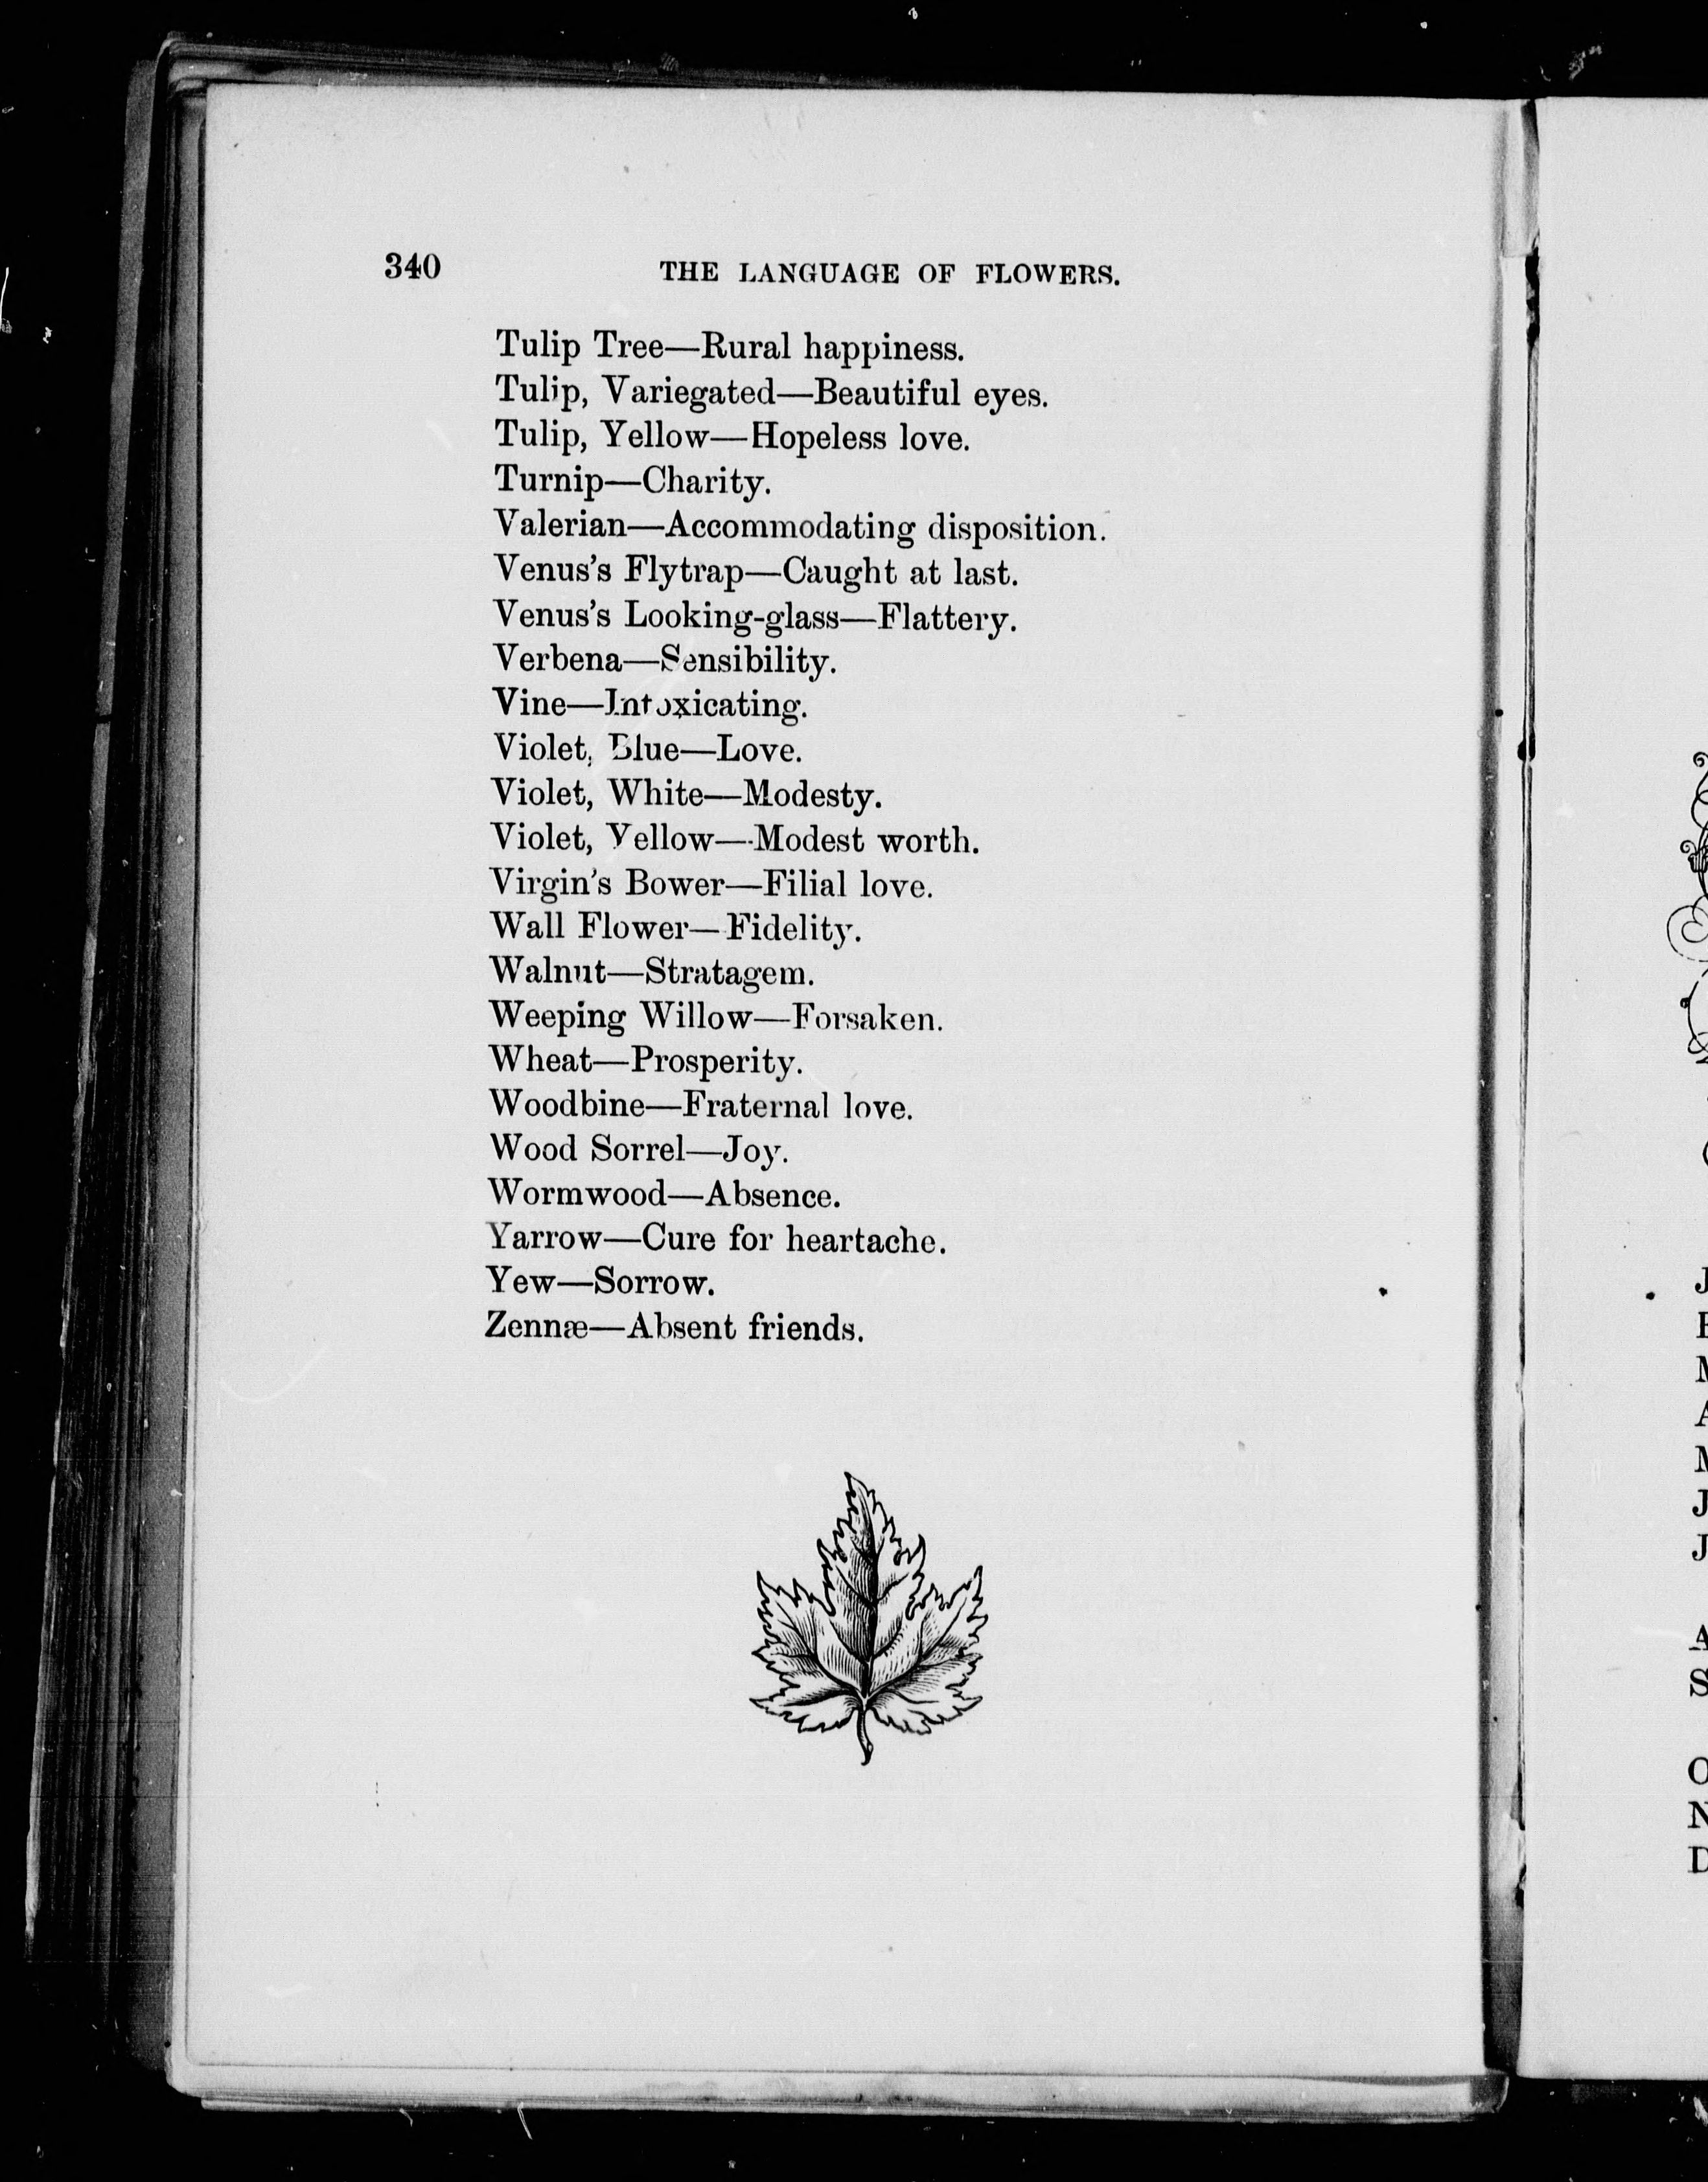 340 THE LANGUAGE OF FLOWERS.
Tulip Tree—Rural happiness.
Tulip, Variegated—Beautiful eyes.
Tulip, Yellow—Hopeless love.
Turnip—Charity.
Valerian—Accommodating disposition.
Venus's Flytrap—Caught at last.
Venus's Looking-glass—Flattery.
Verbena—Sensibility.
Vine—Intoxicating.
Violet, Blue—Love.
Violet, White—Modesty.
Violet, Yellow—Modest worth.
Virgin's Bower—Filial love.
Wall Flower—Fidelity.
Walnut—Stratagem.
Weeping Willow—Forsaken.
Wheat—Prosperity.
Woodbine—Fraternal love.
Wood Sorrel—Joy.
Wormwood—Absence.
Yarrow—Cure for heartache.
Yew—Sorrow.
Zennæ—Absent friends.